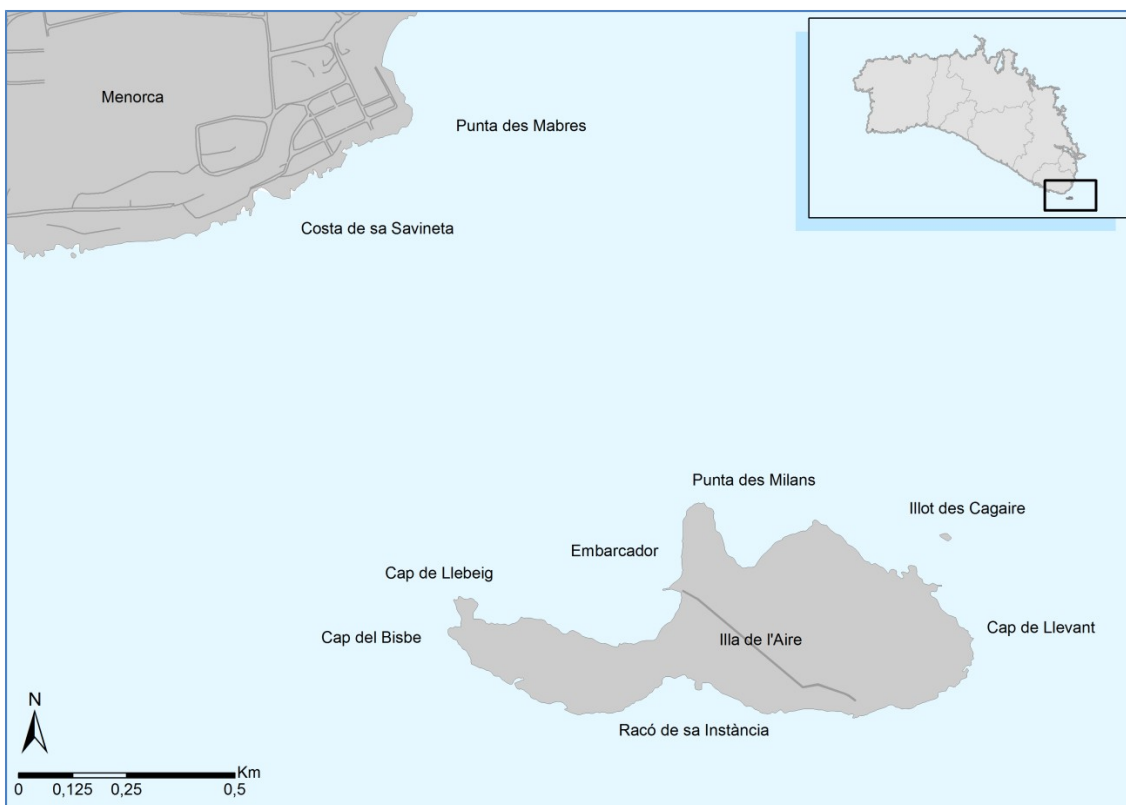 Menorca
Punta des Mabres
Costa de sa Savineta
Punta des Milans
Illot des Cagaire
Embarcador
Cap de Llebeig
Cap del Bisbe
Illa de l'Aire
Cap de Llevant
Racó de sa Instància
N
Km
0 0,125 0,25 0,5